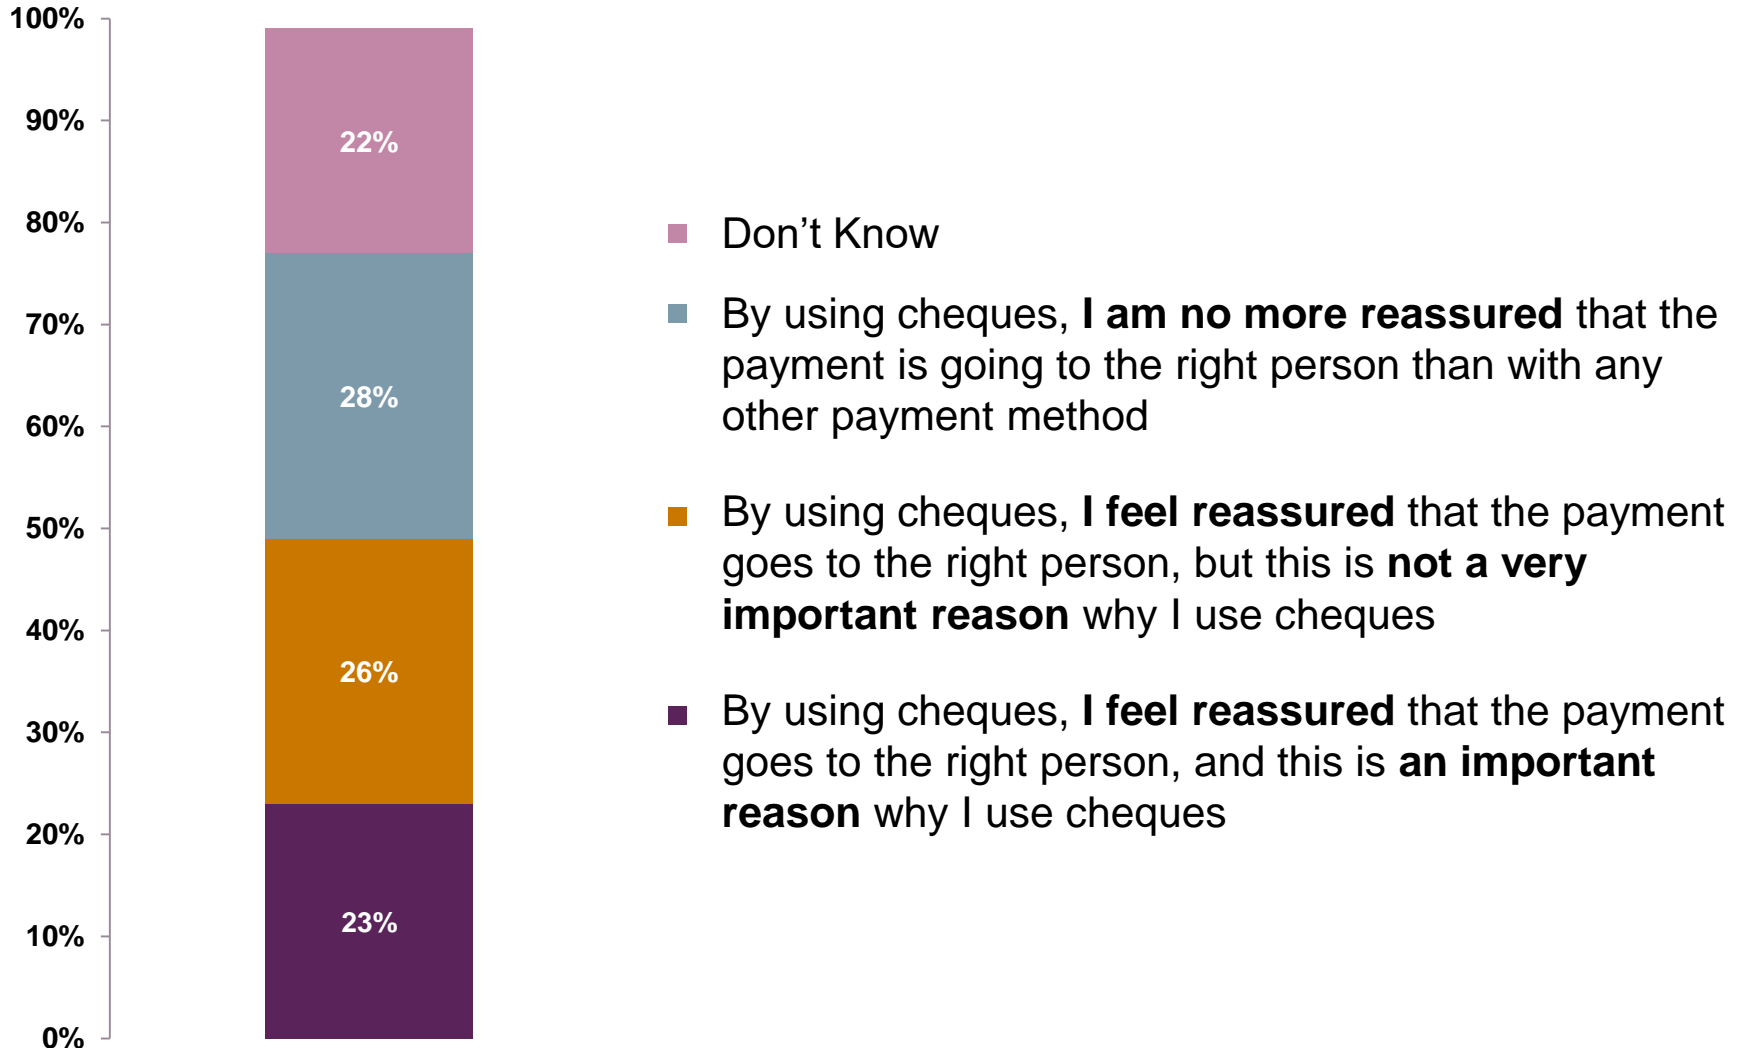 100%
90%
80%
70%
60%
50%
40%
30%
20%
10%
0%
22%
28%
26%
23%
Don’t Know
By using cheques, I am no more reassured that the
payment is going to the right person than with any
other payment method
By using cheques, I feel reassured that the payment
goes to the right person, but this is not a very
important reason why I use cheques
By using cheques, I feel reassured that the payment
goes to the right person, and this is an important
reason why I use cheques